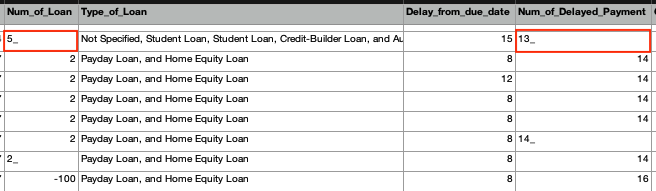 Num_of_Loan Type_of_Loan Delay_from_due_date Num_of_Delayed_Payment
5_ Not Specified, Student Loan, Student Loan, Credit-Builder Loan, and Au 15 13_
2 Payday Loan, and Home Equity Loan 8 14
2 Payday Loan, and Home Equity Loan 12 14
2 Payday Loan, and Home Equity Loan 8 14
2 Payday Loan, and Home Equity Loan 8 14
2 Payday Loan, and Home Equity Loan 8 14_
2_ Payday Loan, and Home Equity Loan 8 14
-100 Payday Loan, and Home Equity Loan 8 16